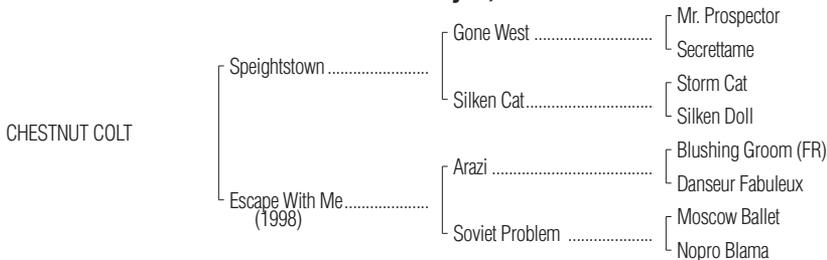 Mr. Prospector
Gone West ...............................
Secrettame
Speightstown ........................
Storm Cat
Silken Cat.................................
Silken Doll
CHESTNUT COLT
Blushing Groom (FR)
Arazi .........................................
Danseur Fabuleux
Escape With Me....................
(1998)
Moscow Ballet
Soviet Problem .....................
Nopro Blama